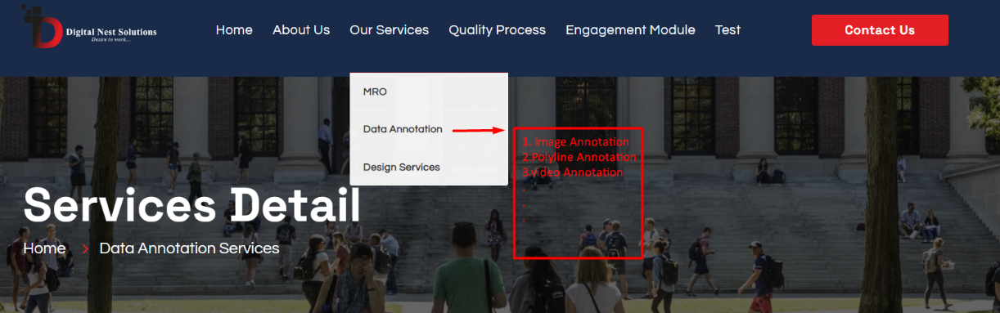 Digital Nest Solutions
Desire to work....
Home About Us Our Services Quality Process Engagement Module Test
Contact Us
MRO
Data Annotation
Design Services
1. Image Annotation
2.Polyline Annotation
3.video Annotation
.
.
.
Services Detail
Home > Data Annotation Services